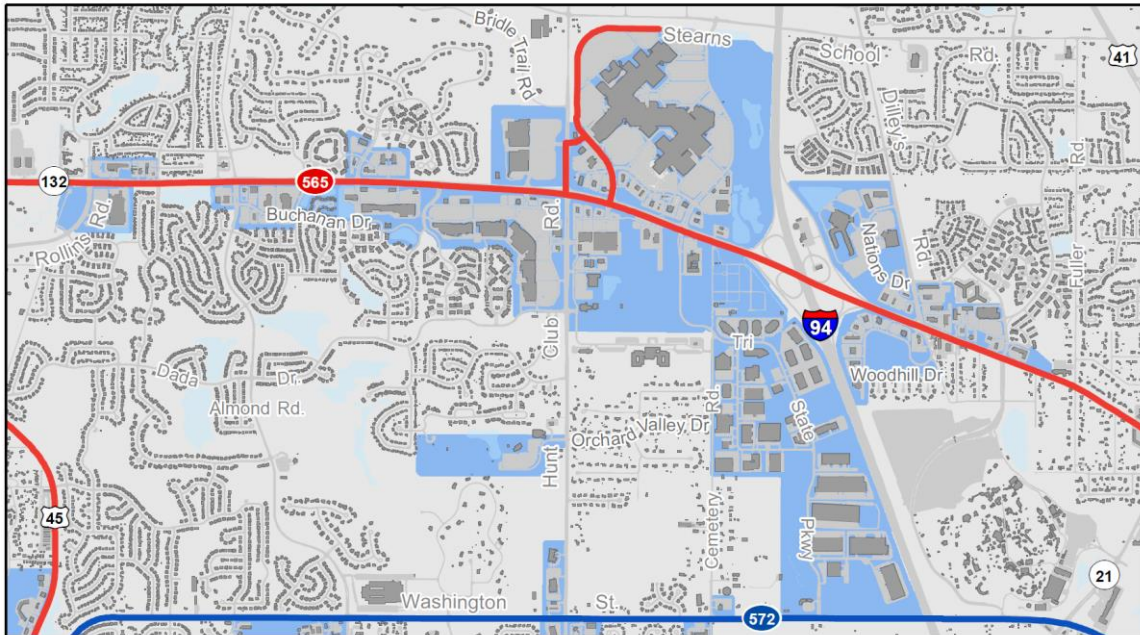 Bridle Trail Rd
Stearns
School
Rd.
41
Dilley's
Rd.
132
565
Rollins
Rd.
Buchanan Dr.
Rd.
Nations Dr
Fuller
Rd.
94
Club
Tri
Dada
Dr.
Woodhill Dr
Almond Rd.
Rd.
State
Orchard
Valley Dr.
Hunt
45
Cemetery
Pkwy
21
Washington
St.
572